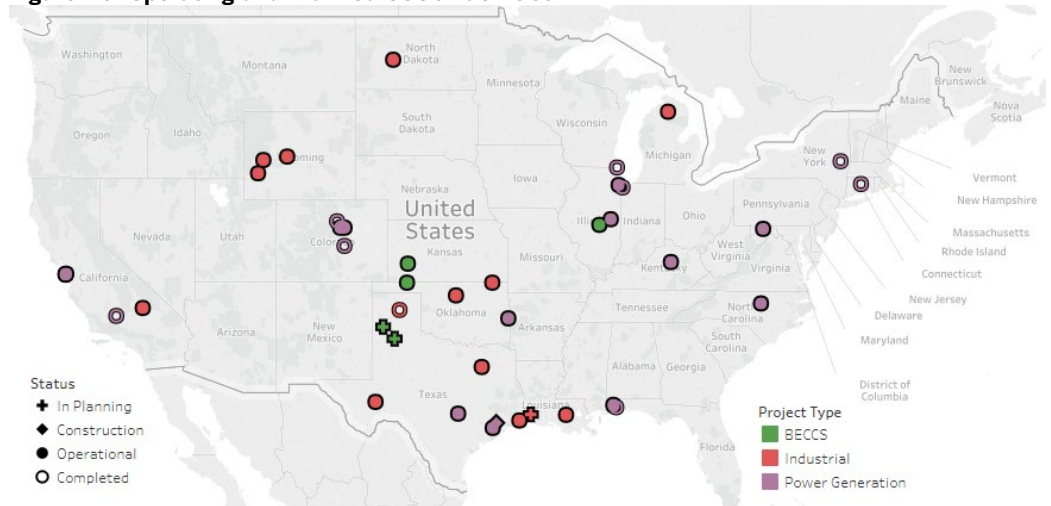 Washington
Montana
North
Dakota
Minnesota
New
Brunswick
Maine
Nova
Scotia
Oregon
Idaho
South
Dakota
Wisconsin
Michigan
New
York
oming
Iowa
Vermont
Nebraska
New Hampshire
United
States
Nevada
Utah
Illi
Indiana
Ohio
Pennsylvania
Massachusetts
Kansas
West
Virginia
Rhode Island
California
Missouri
Virginia
Connecticut
New Jersey
Oklahoma
Tennessee
North
Carolina
Delaware
Arizona
New
Mexico
Arkansas
South
Carolina
Maryland
Alabama
Georgia
District of
Columbia
Texas
Florida
Status
In Planning
Construction
Operational
Completed
Project Type
BECCS
Industrial
Power Generation